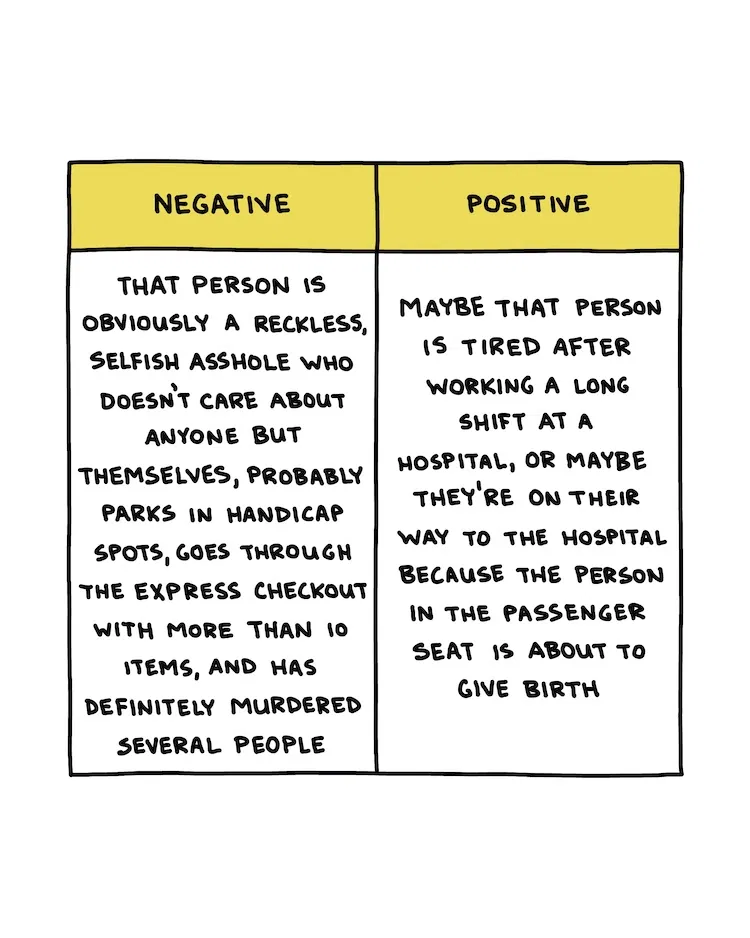 NEGATIVE
POSITIVE
THAT PERSON IS
OBVIOUSLY A RECKLESS,
SELFISH ASSHOLE WHO
DOESN'T CARE ABOUT
ANYONE BUT
THEMSELVES, PROBABLY
PARKS IN HANDICAP
SPOTS, GOES THROUGH
THE EXPRESS CHECKOUT
WITH MORE THAN 10
ITEMS, AND HAS
DEFINITELY MURDERED
SEVERAL PEOPLE
MAYBE THAT PERSON
IS TIRED AFTER
WORKING A LONG
SHIFT AT A
HOSPITAL, OR MAYBE
THEY'RE ON THEIR
WAY TO THE HOSPITAL
BECAUSE THE PERSON
IN THE PASSENGER
SEAT IS ABOUT TO
GIVE BIRTH